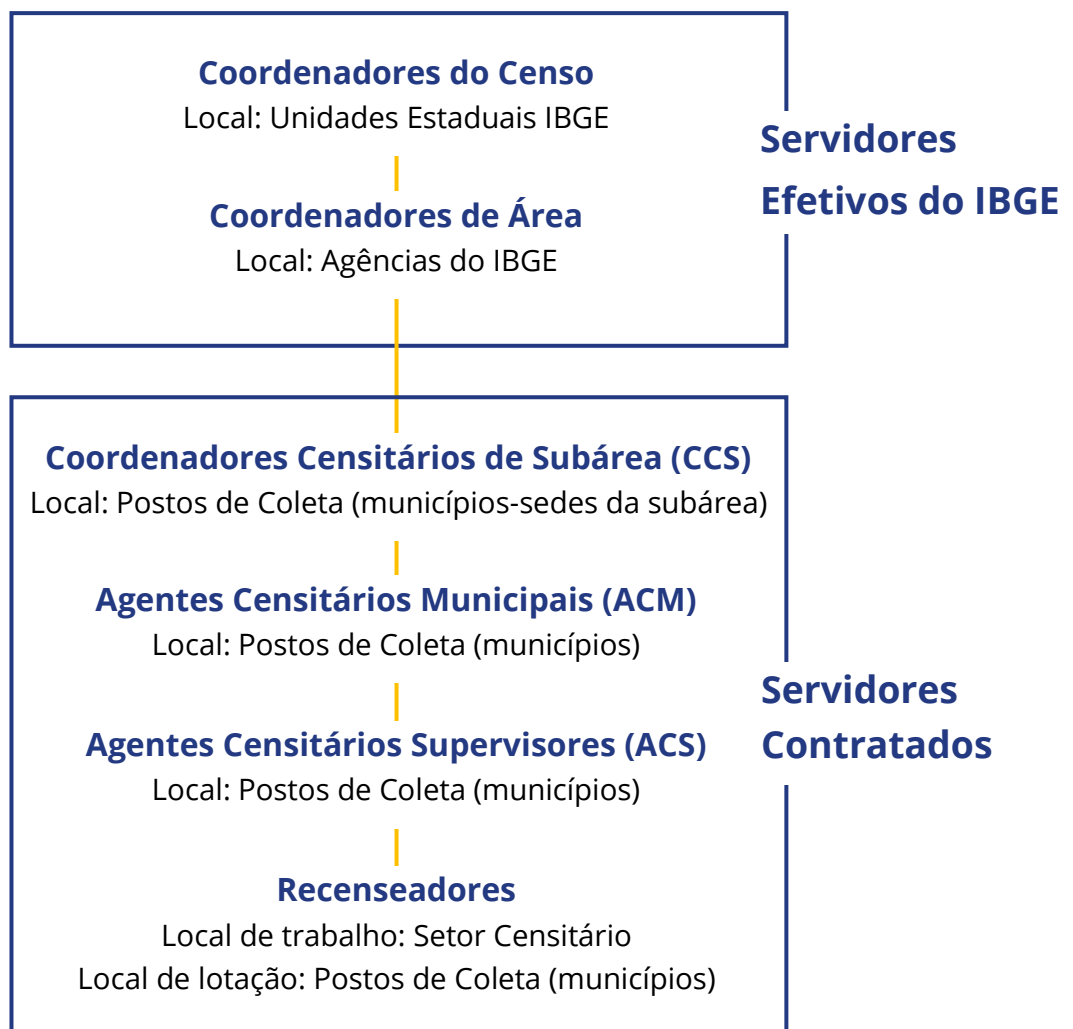 Coordenadores do Censo
Local: Unidades Estaduais IBGE
Coordenadores de Área
Local: Agências do IBGE
Servidores
Efetivos do IBGE
Coordenadores Censitários de Subárea (CCS)
Local: Postos de Coleta (municípios-sedes da subárea)
Agentes Censitários Municipais (ACM)
Local: Postos de Coleta (municípios)
Agentes Censitários Supervisores (ACS)
Local: Postos de Coleta (municípios)
Recenseadores
Local de trabalho: Setor Censitário
Local de lotação: Postos de Coleta (municípios)
Servidores
Contratados